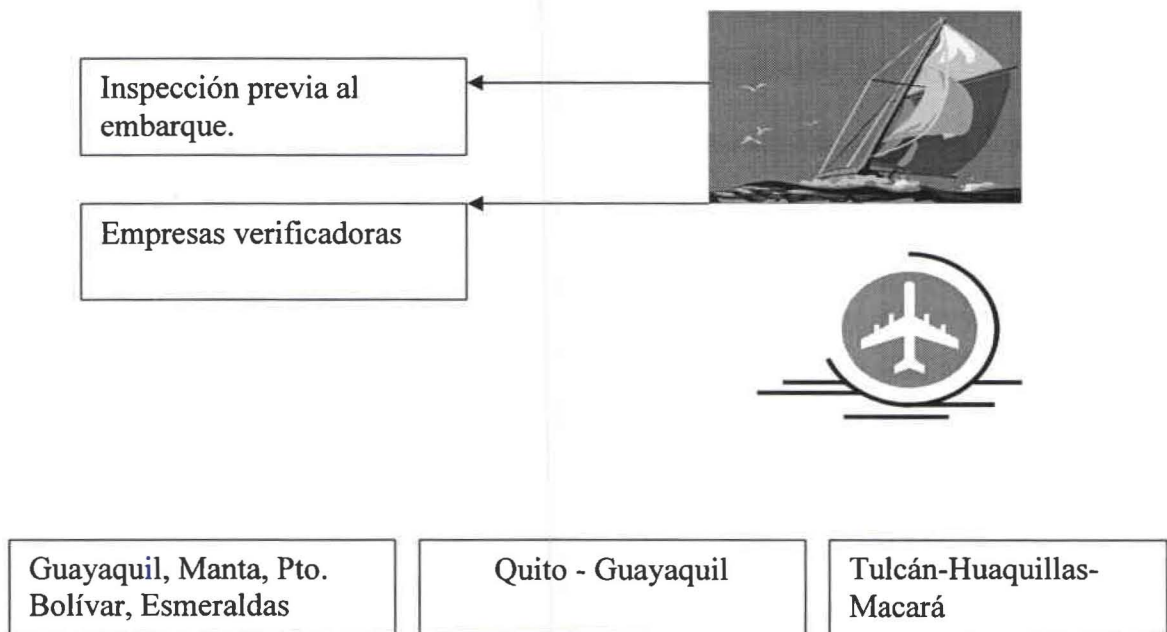 Inspección previa al
embarque.
Empresas verificadoras
Guayaquil, Manta, Pto.
Bolívar, Esmeraldas
Quito - Guayaquil
Tulcán-Huaquillas-
Macará